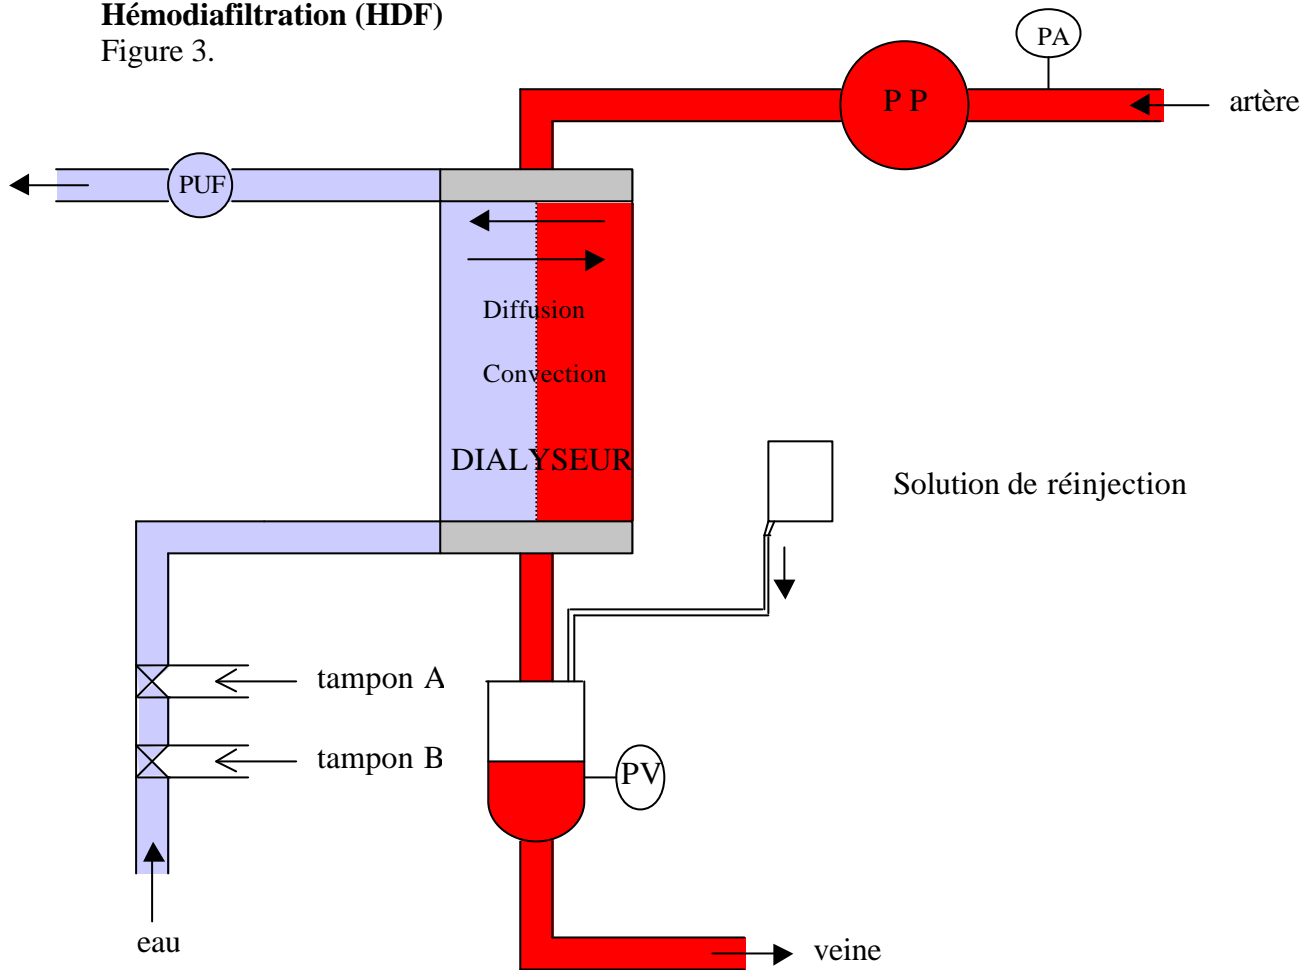 Hémodiafiltration (HDF)
Figure 3.
PA
P P
artère
PUF
Diffusion
Convection
DIALYSEUR
Solution de réinjection
tampon A
tampon B
PV
eau
veine